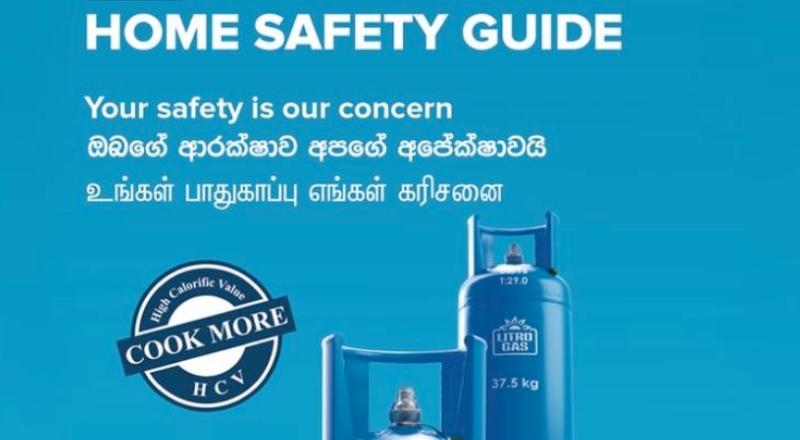 HOME SAFETY GUIDE
Your safety is our concern
ඔබගේ ආරක්ෂාව අපගේ අපේක්ෂාවයි
உங்கள் பாதுகாப்பு எங்கள் கரிசனை
High Calorific Value
COOK MORE
HCV
T:29.0
LITRO
GAS
37.5 kg